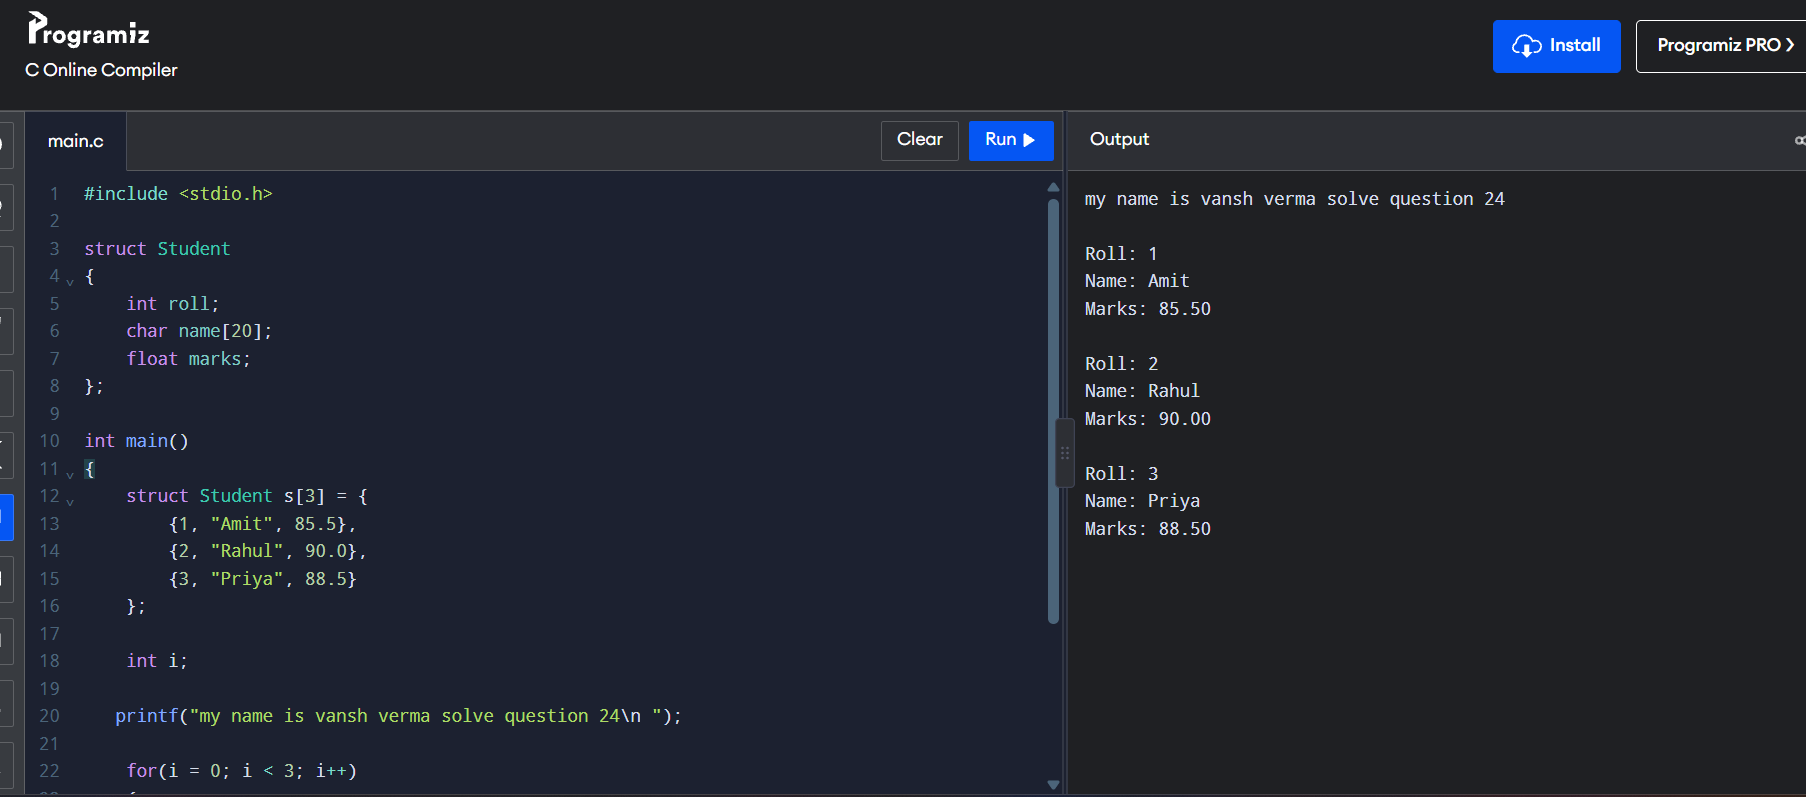 Programiz
C Online Compiler
Install
Programiz PRO
main.c
Clear
Run
Output
1 #include <stdio.h>
2
3 struct Student
4 {
5     int roll;
6     char name[20];
7     float marks;
8 };
9
10 int main()
11 {
12     struct Student s[3] = {
13         {1, "Amit", 85.5},
14         {2, "Rahul", 90.0},
15         {3, "Priya", 88.5}
16     };
17
18     int i;
19
20    printf("my name is vansh verma solve question 24\n ");
21
22     for(i = 0; i < 3; i++)
my name is vansh verma solve question 24
Roll: 1
Name: Amit
Marks: 85.50
Roll: 2
Name: Rahul
Marks: 90.00
Roll: 3
Name: Priya
Marks: 88.50